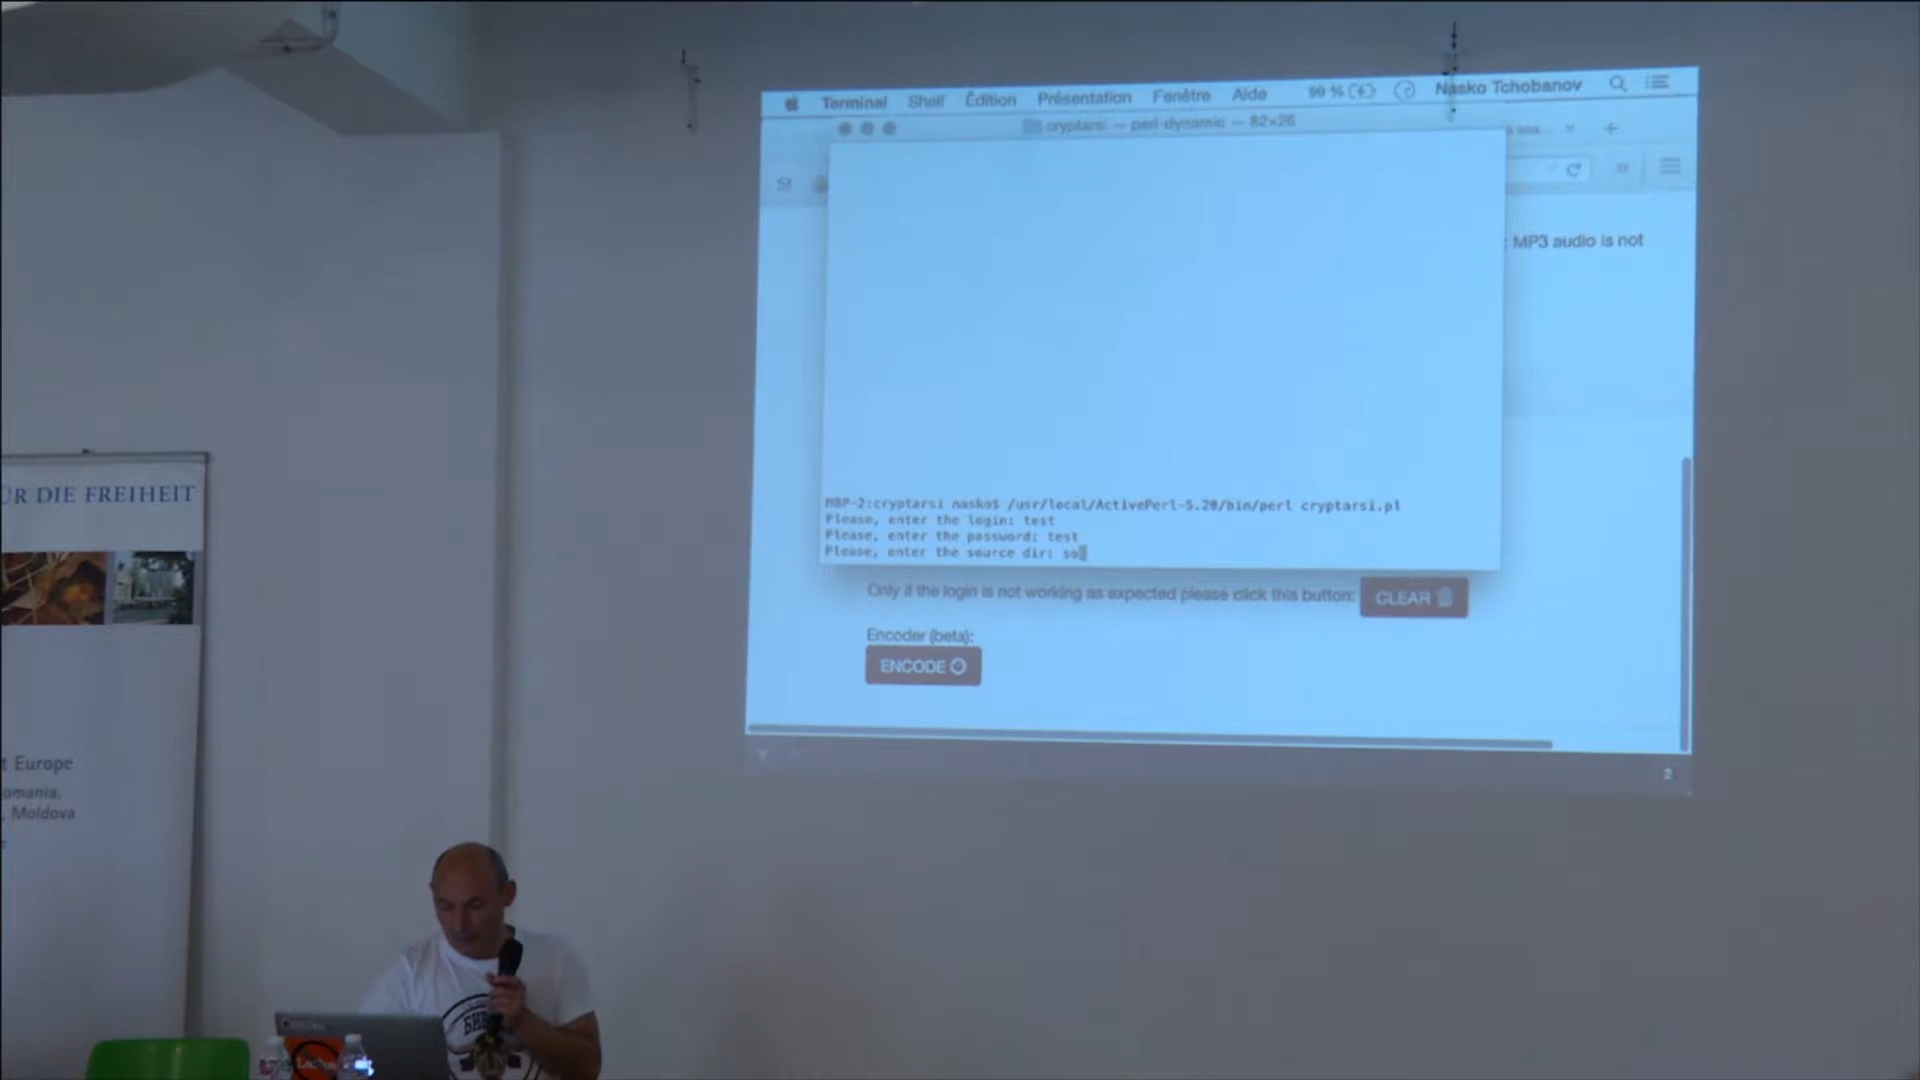 Terminal Shell Édition Présentation Fenêtre Aide 99 % Nasko Tchobanov
cryptarsi — perl-dynamic — 82×26
: MP3 audio is not
MBP-2:cryptarsi nasko$ /usr/local/ActivePerl-5.20/bin/perl cryptarsi.pl
Please, enter the login: test
Please, enter the password: test
Please, enter the source dir: so
Only if the login is not working as expected please click this button: CLEAR
Encoder (beta):
ENCODE
2
ÜR DIE FREIHEIT
t Europe
omania,
, Moldova